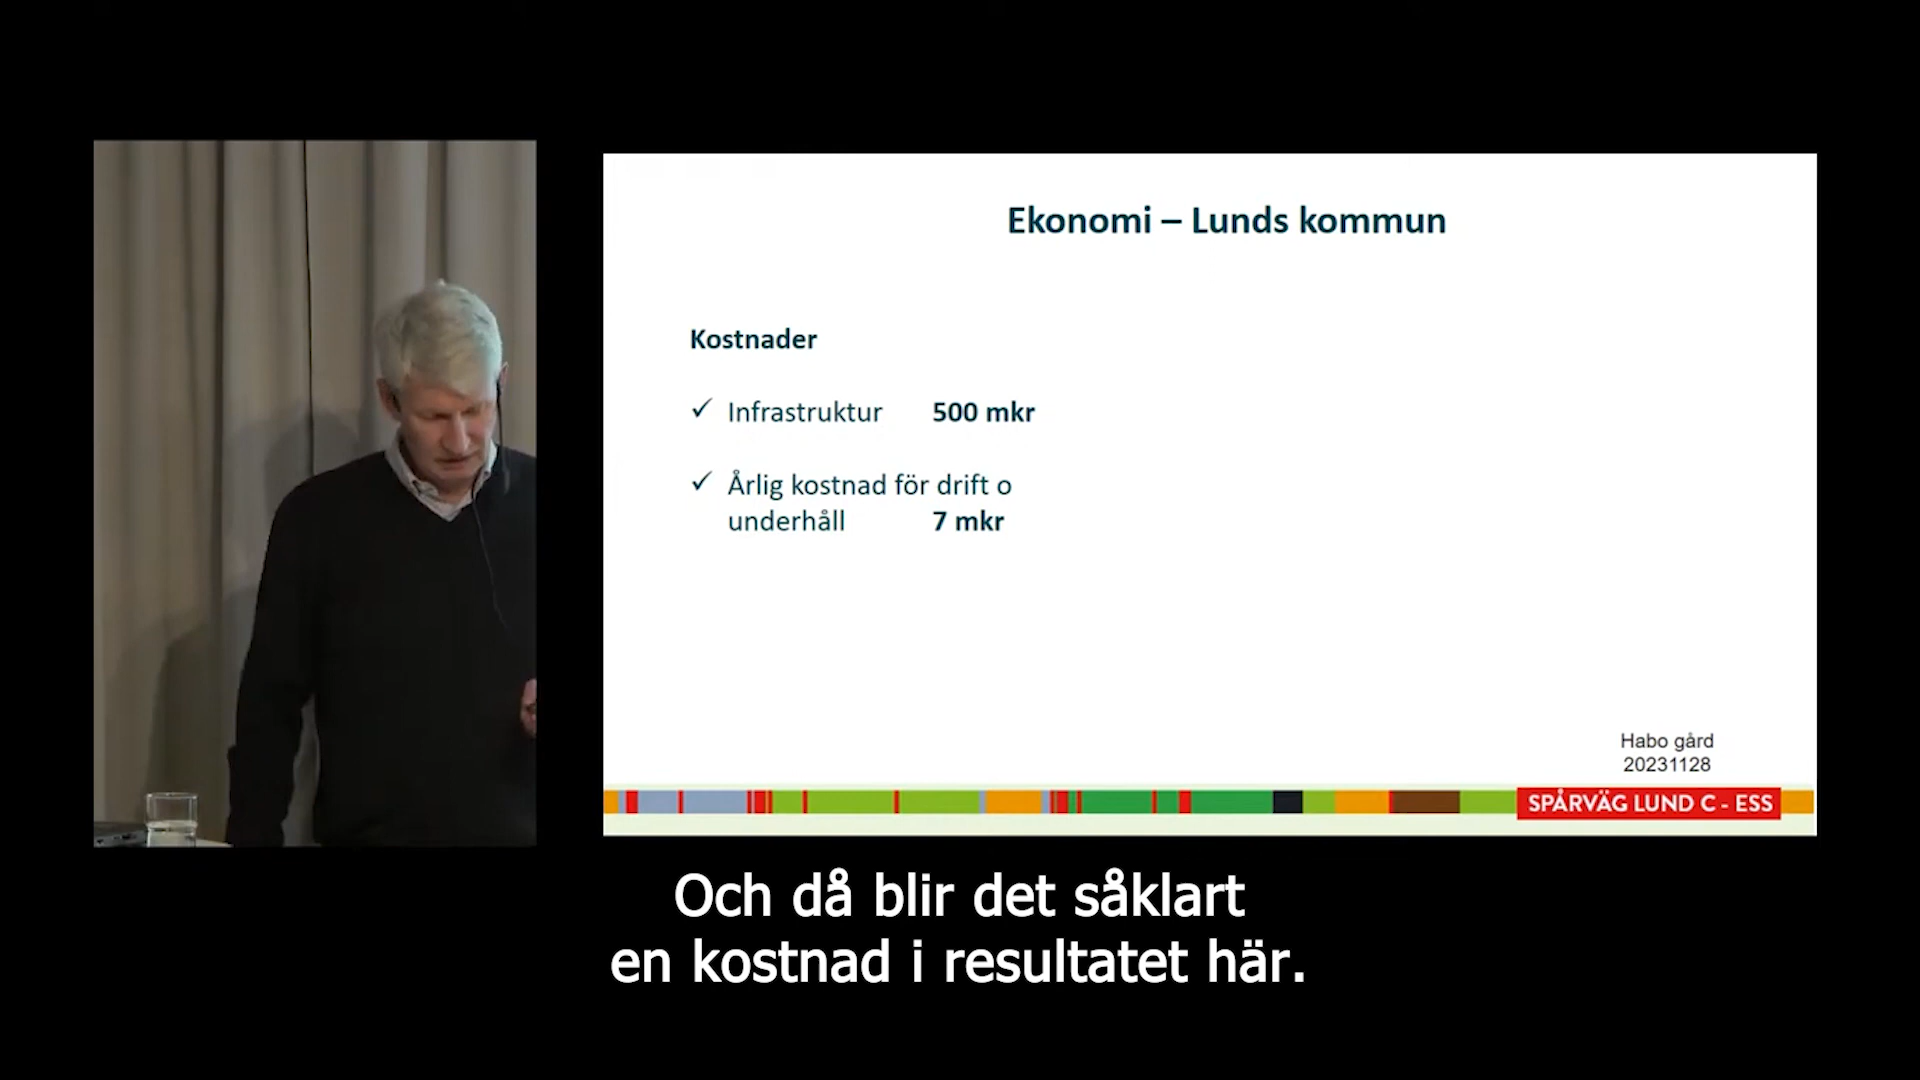 Ekonomi – Lunds kommun
Kostnader
✓ Infrastruktur 500 mkr
✓ Årlig kostnad för drift o
underhåll 7 mkr
Habo gård
20231128
SPÅRVÄG LUND C - ESS
Och då blir det såklart
en kostnad i resultatet här.